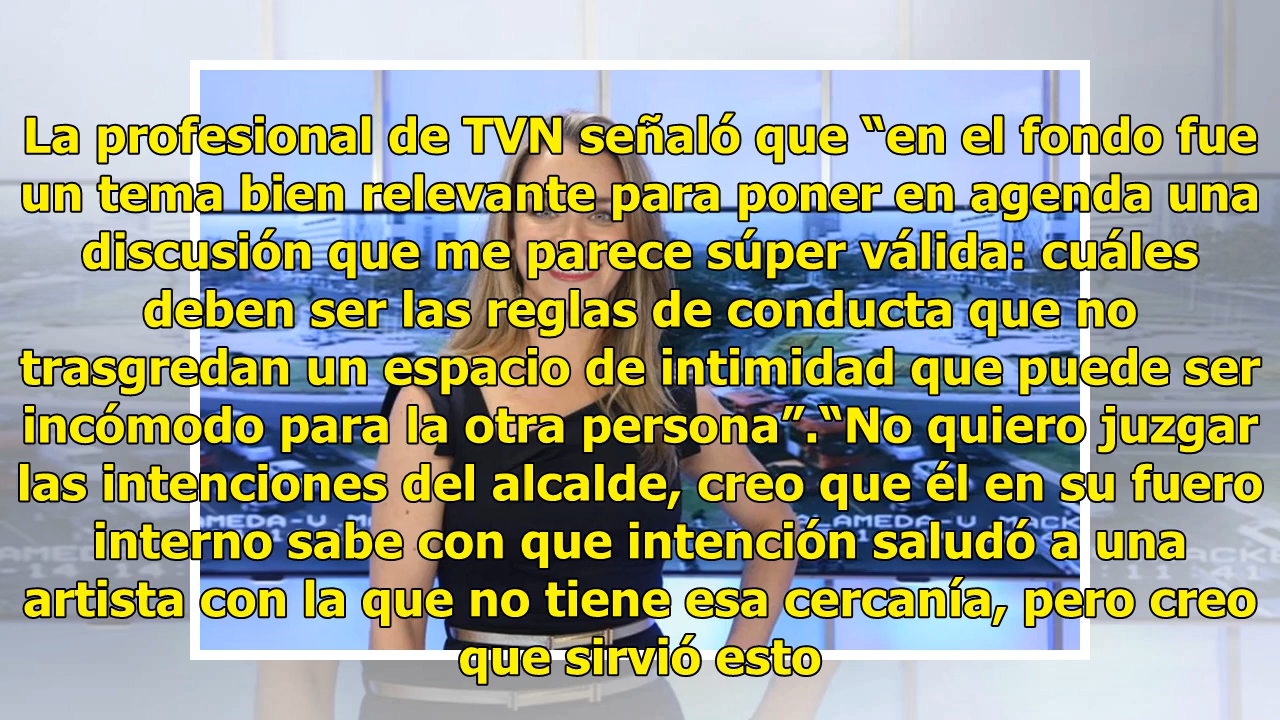 La profesional de TVN señaló que “en el fondo fue
un tema bien relevante para poner en agenda una
discusión que me parece súper válida: cuáles
deben ser las reglas de conducta que no
trasgredan un espacio de intimidad que puede ser
incómodo para la otra persona”.“No quiero juzgar
las intenciones del alcalde, creo que él en su fuero
interno sabe con que intención saludó a una
artista con la que no tiene esa cercanía, pero creo
que sirvió esto